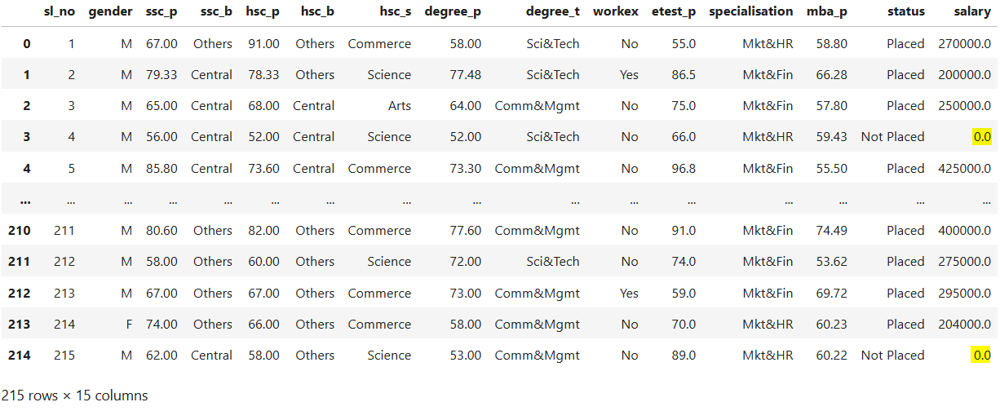 sl_no gender ssc_p ssc_b hsc_p hsc_b hsc_s degree_p degree_t workex etest_p specialisation mba_p status salary
0 1 M 67.00 Others 91.00 Others Commerce 58.00 Sci&Tech No 55.0 Mkt&HR 58.80 Placed 270000.0
1 2 M 79.33 Central 78.33 Others Science 77.48 Sci&Tech Yes 86.5 Mkt&Fin 66.28 Placed 200000.0
2 3 M 65.00 Central 68.00 Central Arts 64.00 Comm&Mgmt No 75.0 Mkt&Fin 57.80 Placed 250000.0
3 4 M 56.00 Central 52.00 Central Science 52.00 Sci&Tech No 66.0 Mkt&HR 59.43 Not Placed 0.0
4 5 M 85.80 Central 73.60 Central Commerce 73.30 Comm&Mgmt No 96.8 Mkt&Fin 55.50 Placed 425000.0
... ... ... ... ... ... ... ... ... ... ... ... ... ... ... ...
210 211 M 80.60 Others 82.00 Others Commerce 77.60 Comm&Mgmt No 91.0 Mkt&Fin 74.49 Placed 400000.0
211 212 M 58.00 Others 60.00 Others Science 72.00 Sci&Tech No 74.0 Mkt&Fin 53.62 Placed 275000.0
212 213 M 67.00 Others 67.00 Others Commerce 73.00 Comm&Mgmt Yes 59.0 Mkt&Fin 69.72 Placed 295000.0
213 214 F 74.00 Others 66.00 Others Commerce 58.00 Comm&Mgmt No 70.0 Mkt&HR 60.23 Placed 204000.0
214 215 M 62.00 Central 58.00 Others Science 53.00 Comm&Mgmt No 89.0 Mkt&HR 60.22 Not Placed 0.0
215 rows × 15 columns